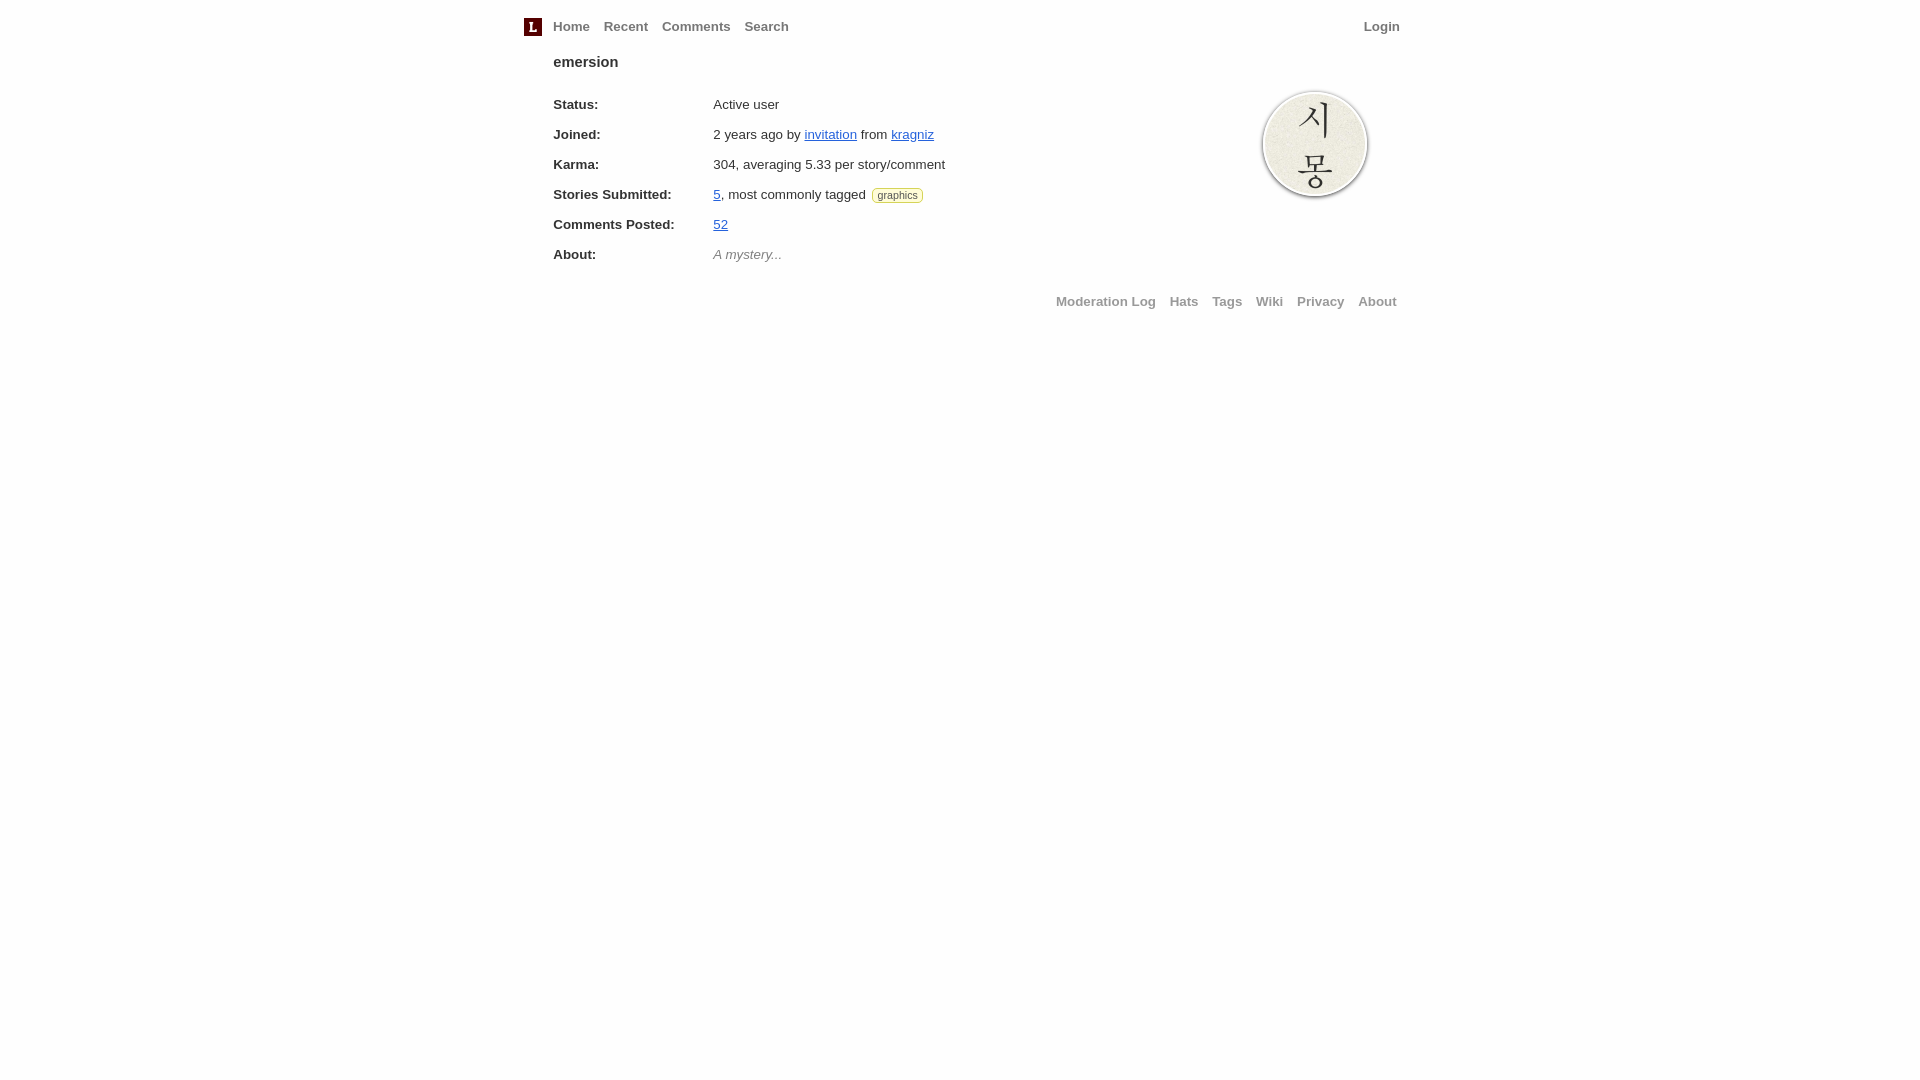 L Home Recent Comments Search Login
emersion
Status: Active user
Joined: 2 years ago by invitation from kragniz
Karma: 304, averaging 5.33 per story/comment
Stories Submitted: 5, most commonly tagged graphics
Comments Posted: 52
About: A mystery...
시
몽
Moderation Log Hats Tags Wiki Privacy About